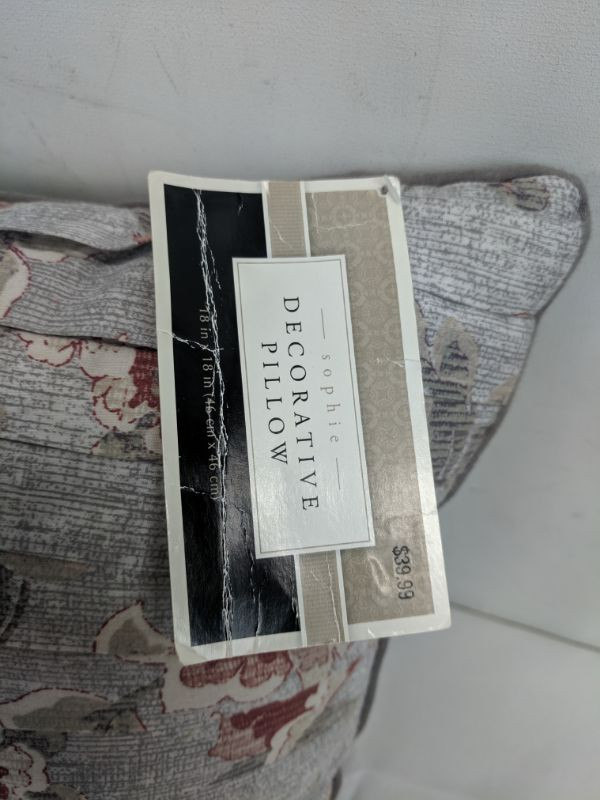 — sophie —
DECORATIVE
PILLOW
18 in x 18 in (46 cm x 46 cm)
$39.99